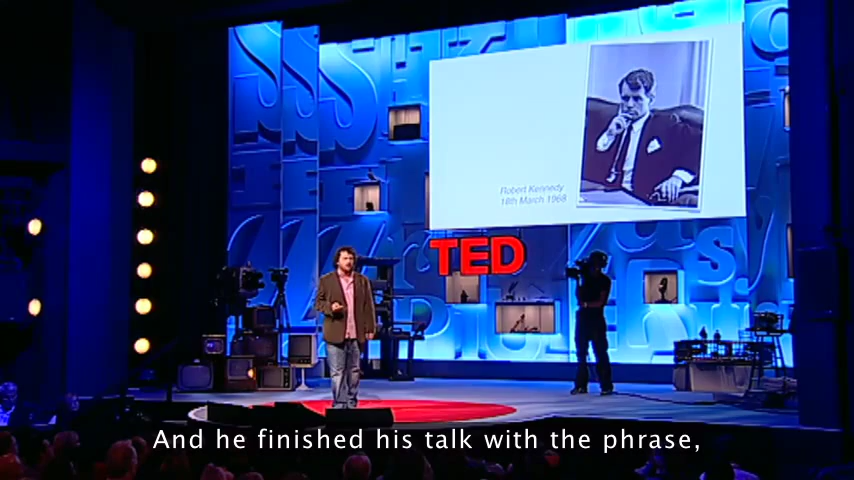 Robert Kennedy
18th March 1968
TED
And he finished his talk with the phrase,